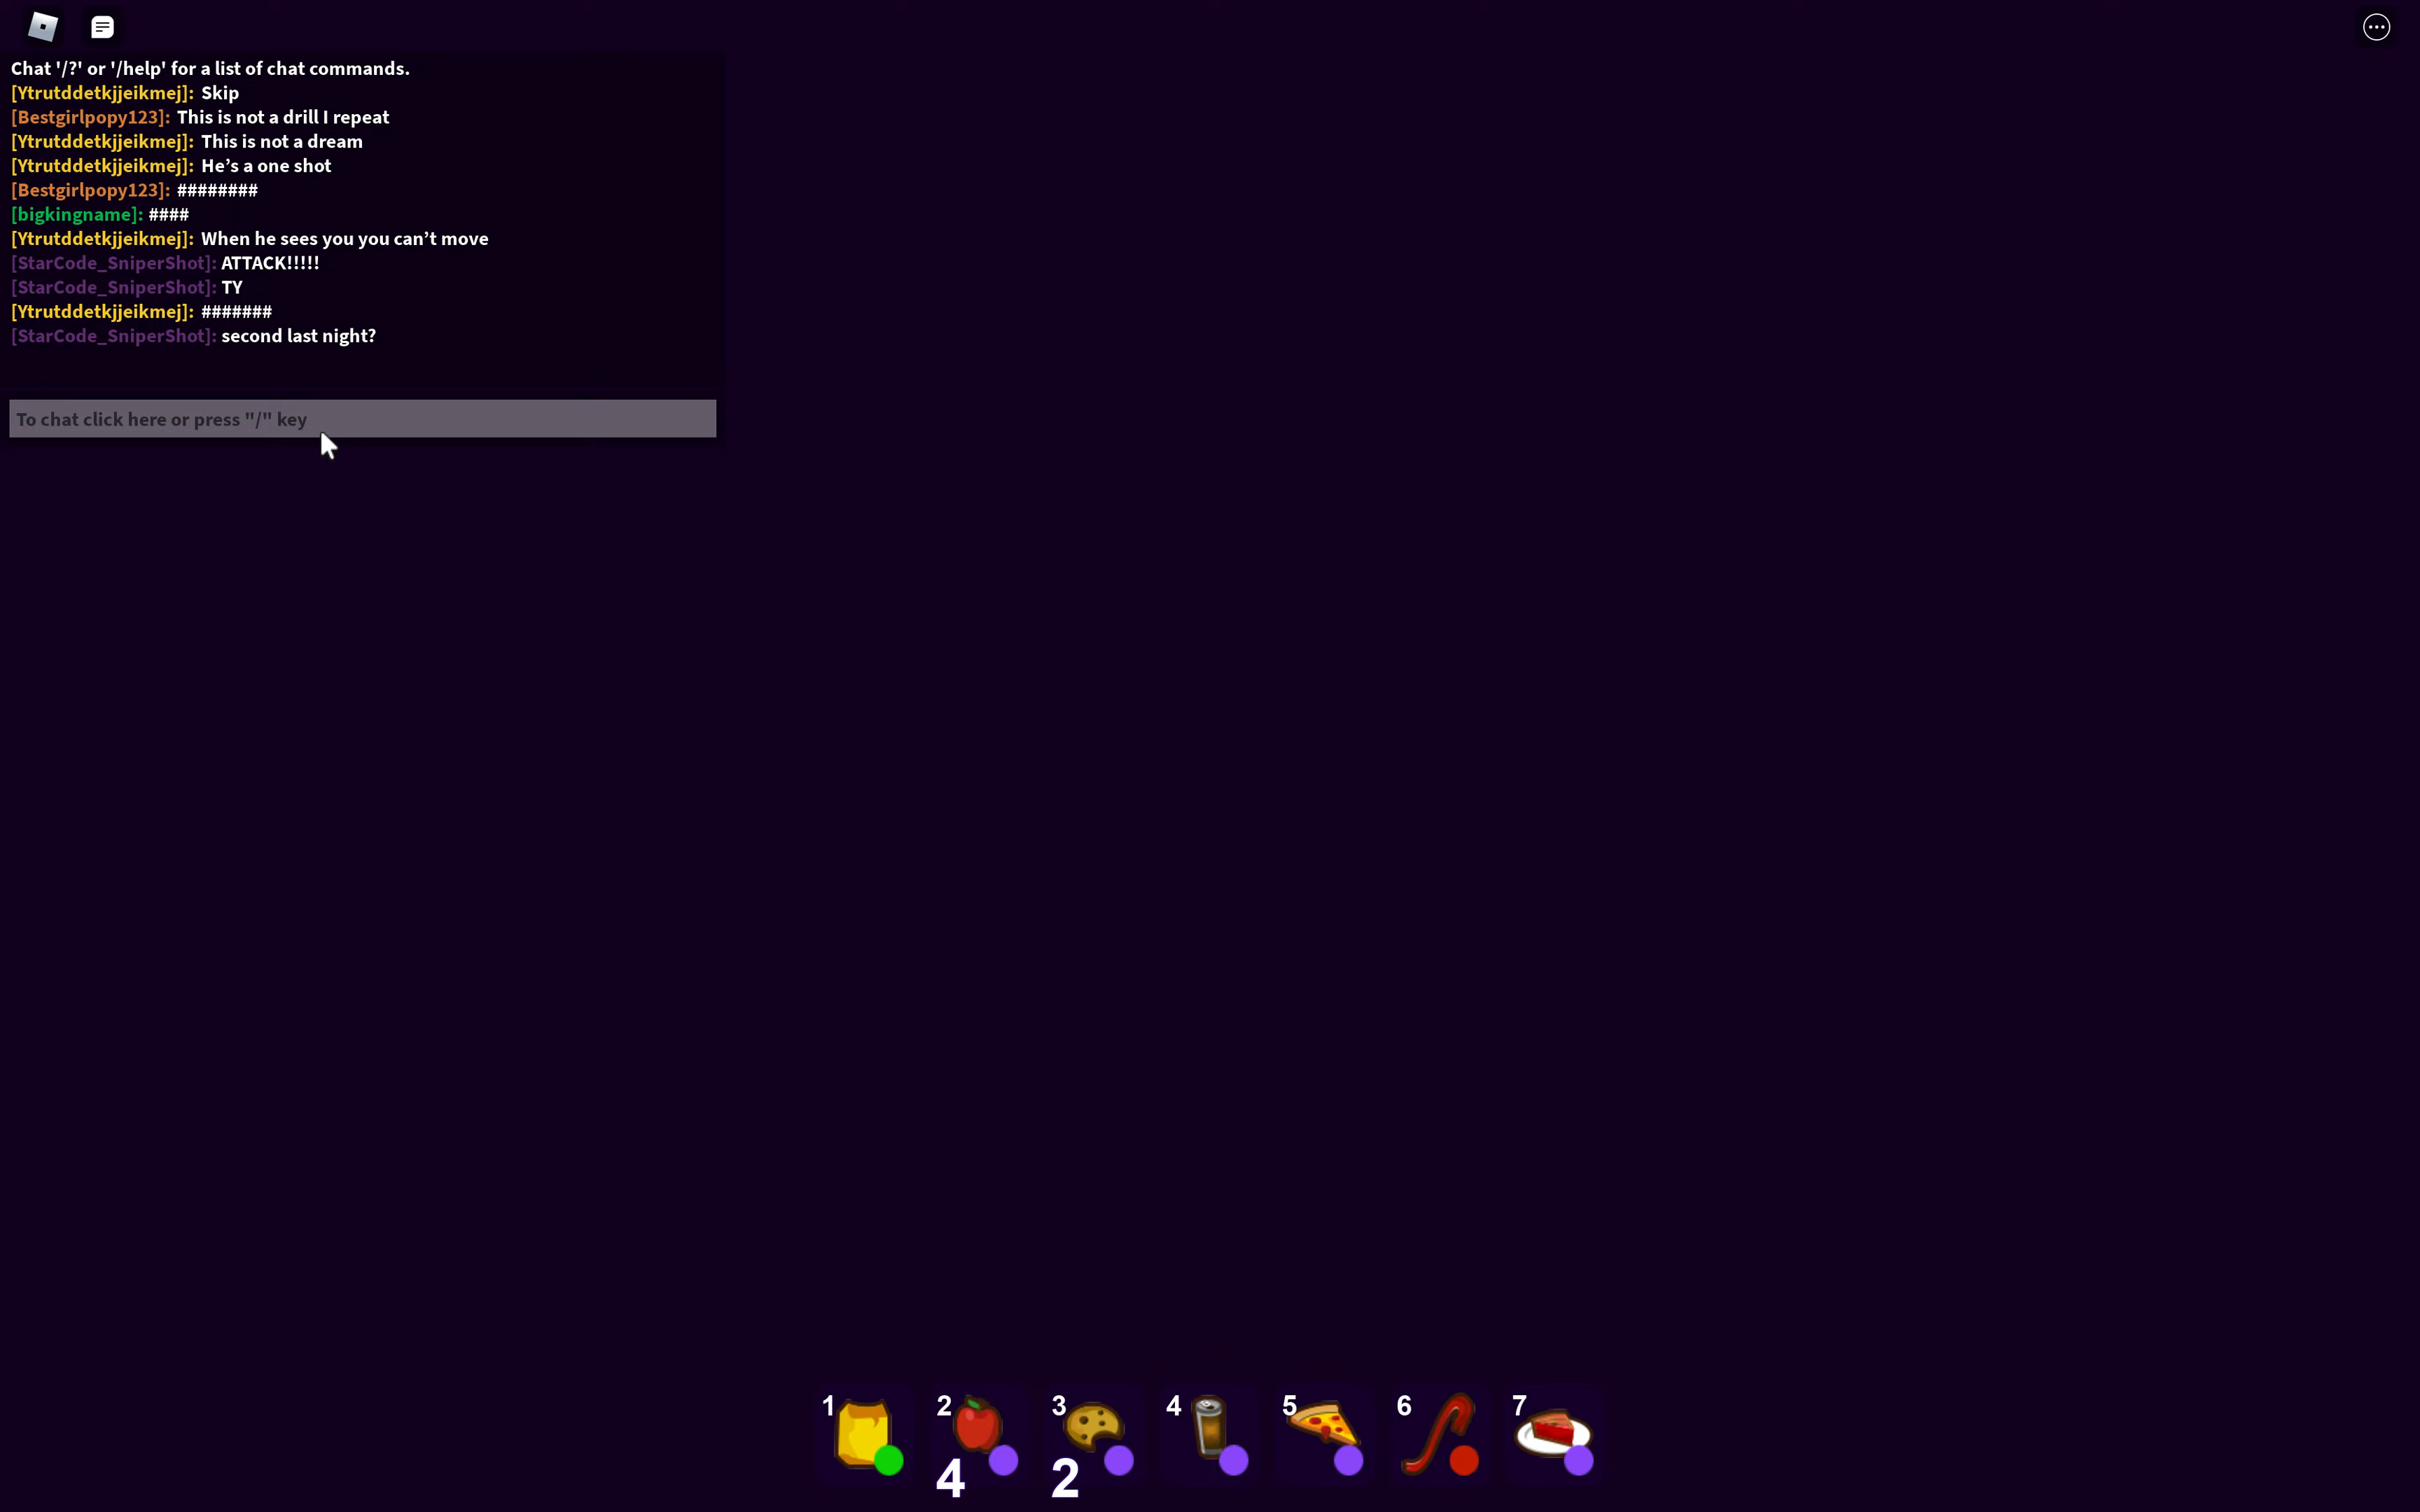 Chat '/?' or '/help' for a list of chat commands.
[Ytrutddetkjjeikmej]: Skip
[Bestgirlpopy123]: This is not a drill I repeat
[Ytrutddetkjjeikmej]: This is not a dream
[Ytrutddetkjjeikmej]: He’s a one shot
[Bestgirlpopy123]: ########
[bigkingname]: ####
[Ytrutddetkjjeikmej]: When he sees you you can’t move
[StarCode_SniperShot]: ATTACK!!!!!
[StarCode_SniperShot]: TY
[Ytrutddetkjjeikmej]: #######
[StarCode_SniperShot]: second last night?
To chat click here or press "/" key
1 2 3 4 5 6 7
4 2